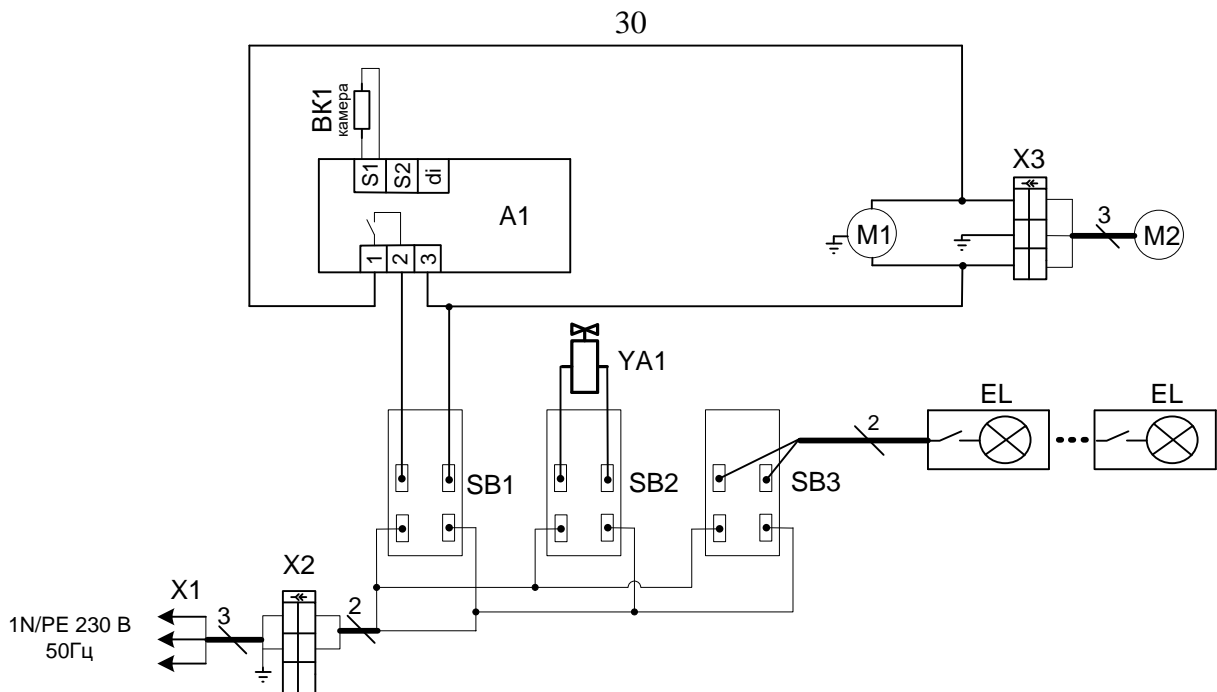 30
ВК1
камера
S1
S2
di
A1
1
2
3
X3
M1
3
M2
YA1
EL
EL
2
SB1
SB2
SB3
X2
X1
3
2
1N/PE 230 В
50Гц